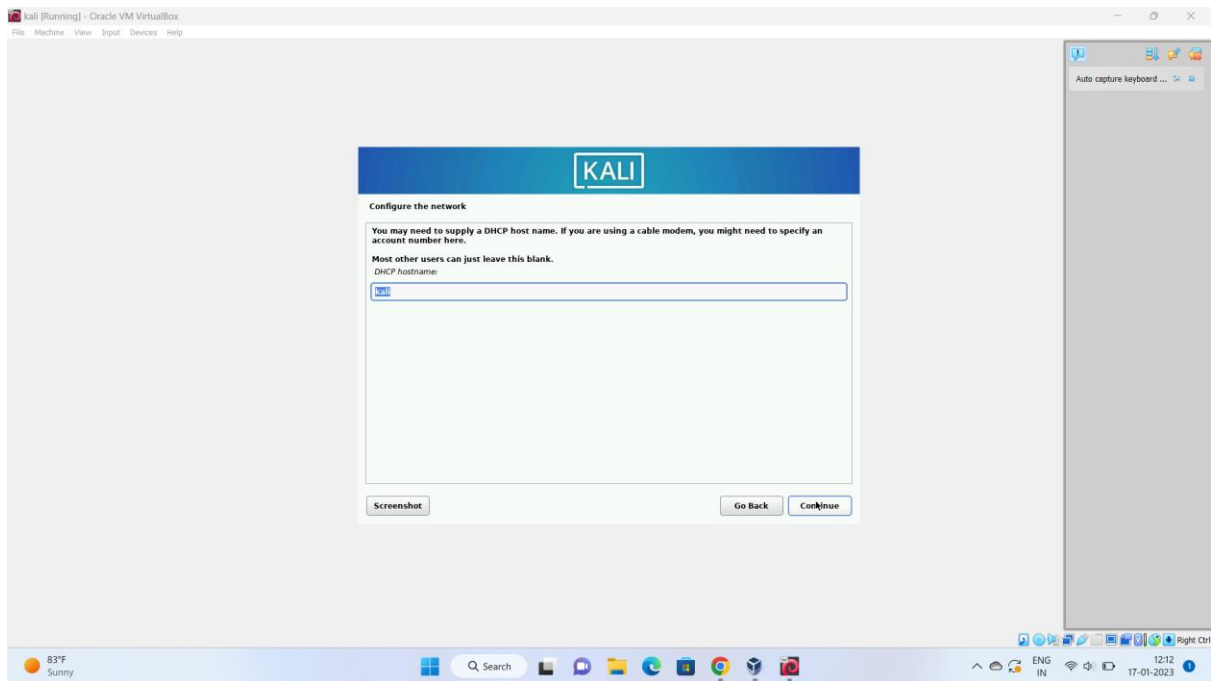 kali [Running] - Oracle VM VirtualBox
File Machine View Input Devices Help
Auto capture keyboard ...
KALI
Configure the network
You may need to supply a DHCP host name. If you are using a cable modem, you might need to specify an
account number here.
Most other users can just leave this blank.
DHCP hostname:
kali
Screenshot
Go Back
Continue
Right Ctrl
83°F
Sunny
Search
ENG
IN
12:12
17-01-2023
1